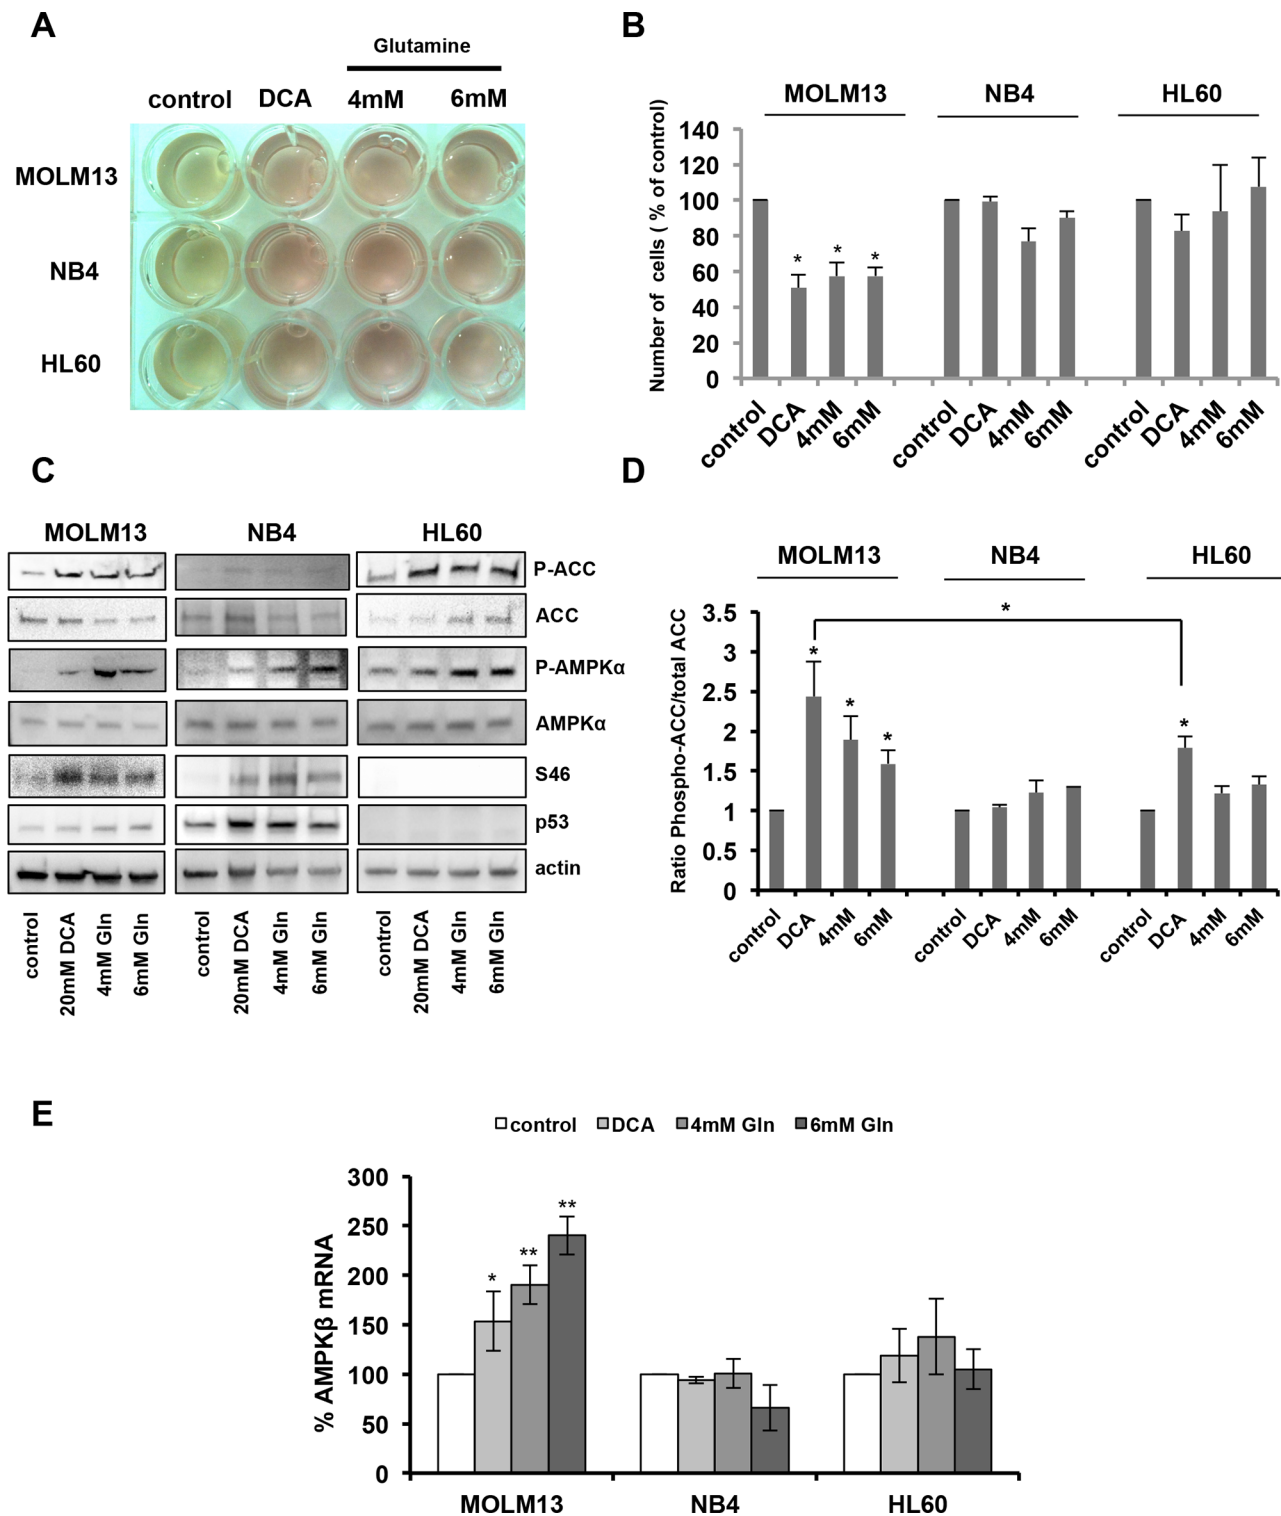 A
Glutamine
control DCA 4mM 6mM
MOLM13
NB4
HL60
B
MOLM13 NB4 HL60
Number of cells ( % of control)
140
120
100
80
60
40
20
0
* * *
control DCA 4mM 6mM control DCA 4mM 6mM control DCA 4mM 6mM
C
MOLM13 NB4 HL60
P-ACC
ACC
P-AMPKα
AMPKα
S46
p53
actin
control 20mM DCA 4mM Gln 6mM Gln control 20mM DCA 4mM Gln 6mM Gln control 20mM DCA 4mM Gln 6mM Gln
D
MOLM13 NB4 HL60
Ratio Phospho-ACC/total ACC
3.5
3
2.5
2
1.5
1
0.5
0
*
* * * *
control DCA 4mM 6mM control DCA 4mM 6mM control DCA 4mM 6mM
E
control DCA 4mM Gln 6mM Gln
% AMPKβ mRNA
300
250
200
150
100
50
0
* ** **
MOLM13 NB4 HL60